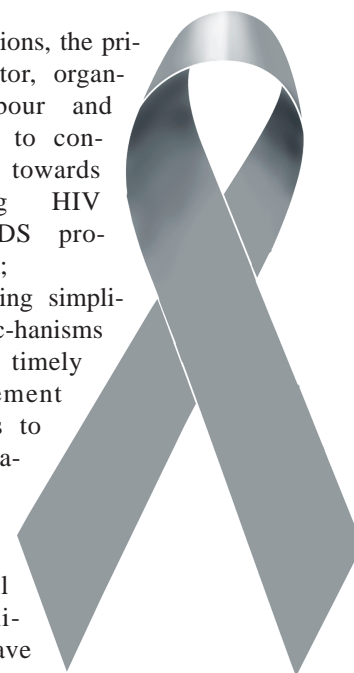 ions, the pri-
tor, organ-
bour and
to con-
towards
g HIV
DS pro-
;
ing simpli-
c-hanisms
timely
ement
s to
a-
l
i-
ave